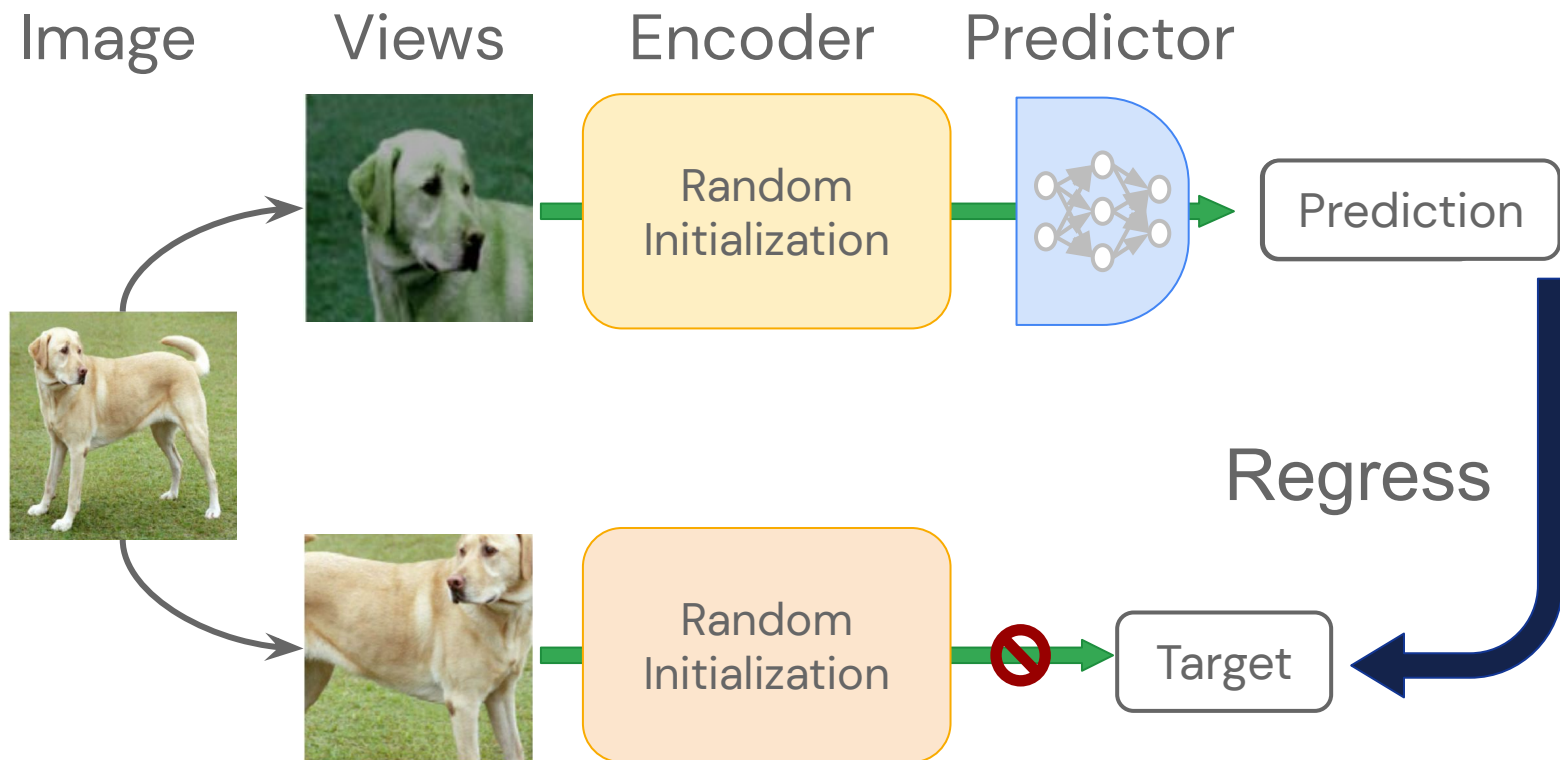 Image
Views
Encoder
Predictor
Random
Initialization
Prediction
Regress
Random
Initialization
Target